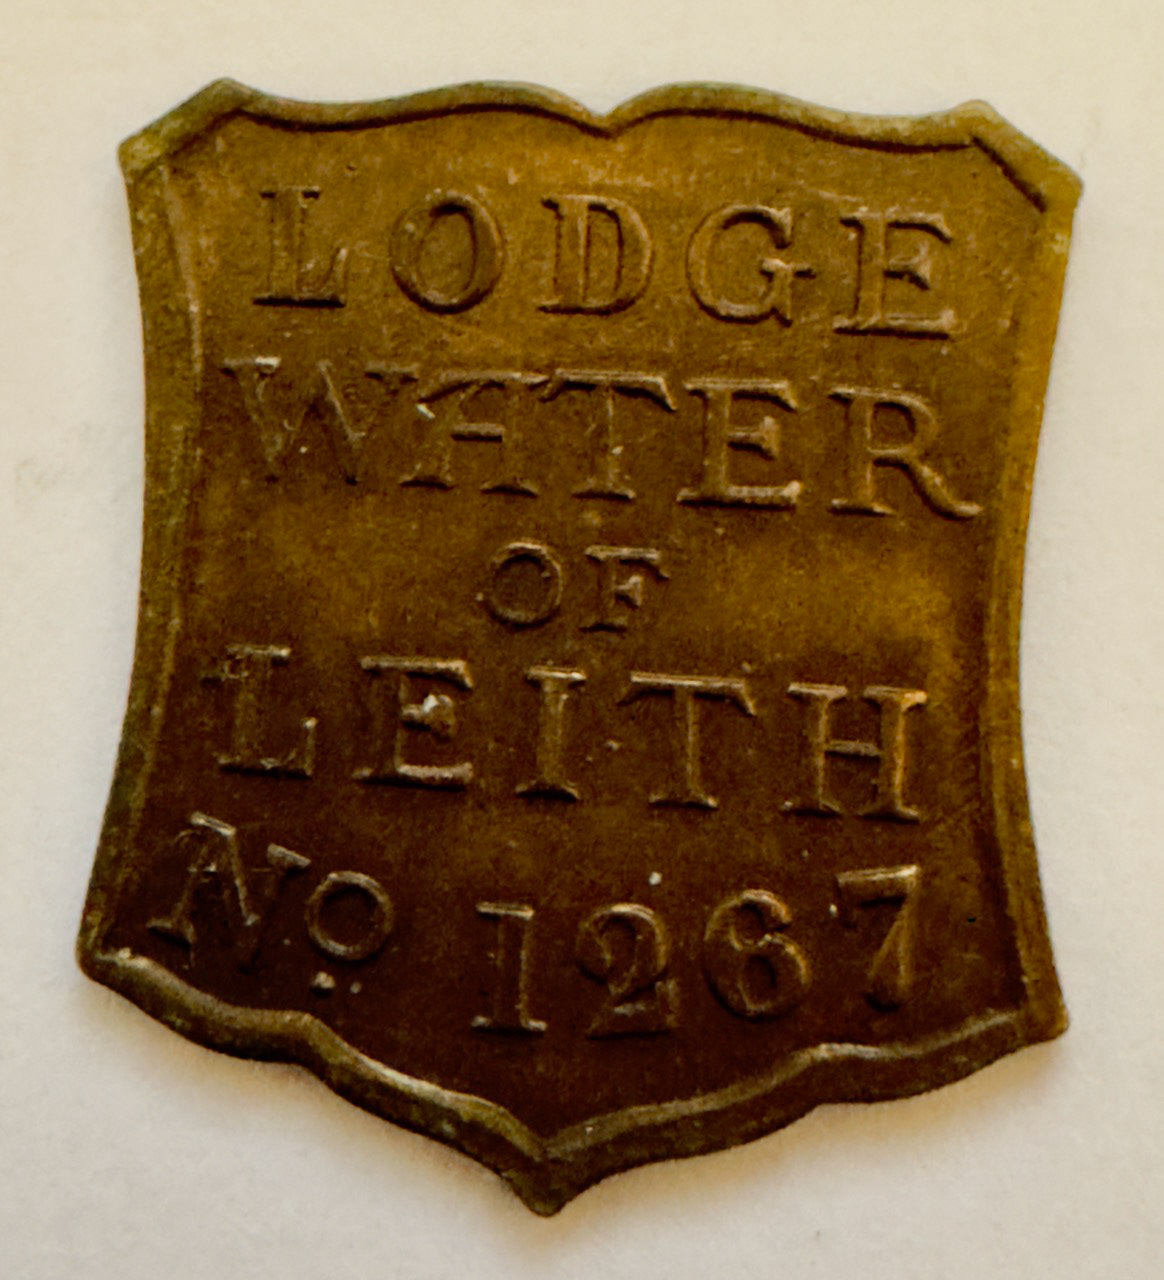 LODGE
WATER
OF
LEITH
No. 1267